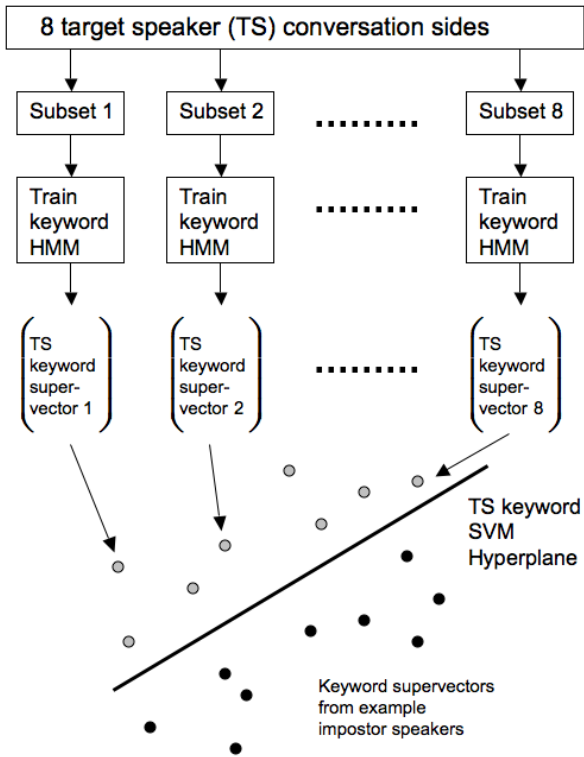 8 target speaker (TS) conversation sides
Subset 1
Subset 2
Subset 8
Train
keyword
HMM
Train
keyword
HMM
Train
keyword
HMM
TS
keyword
super-
vector 1
TS
keyword
super-
vector 2
TS
keyword
super-
vector 8
TS keyword
SVM
Hyperplane
Keyword supervectors
from example
impostor speakers